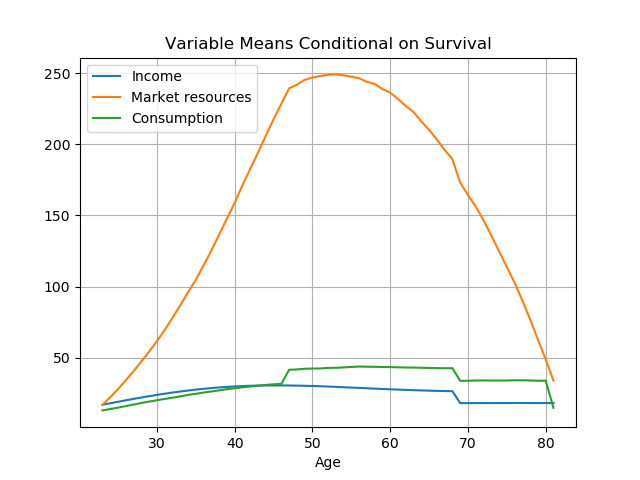 Variable Means Conditional on Survival
Income
Market resources
Consumption
250
200
150
100
50
30 40 50 60 70 80
Age